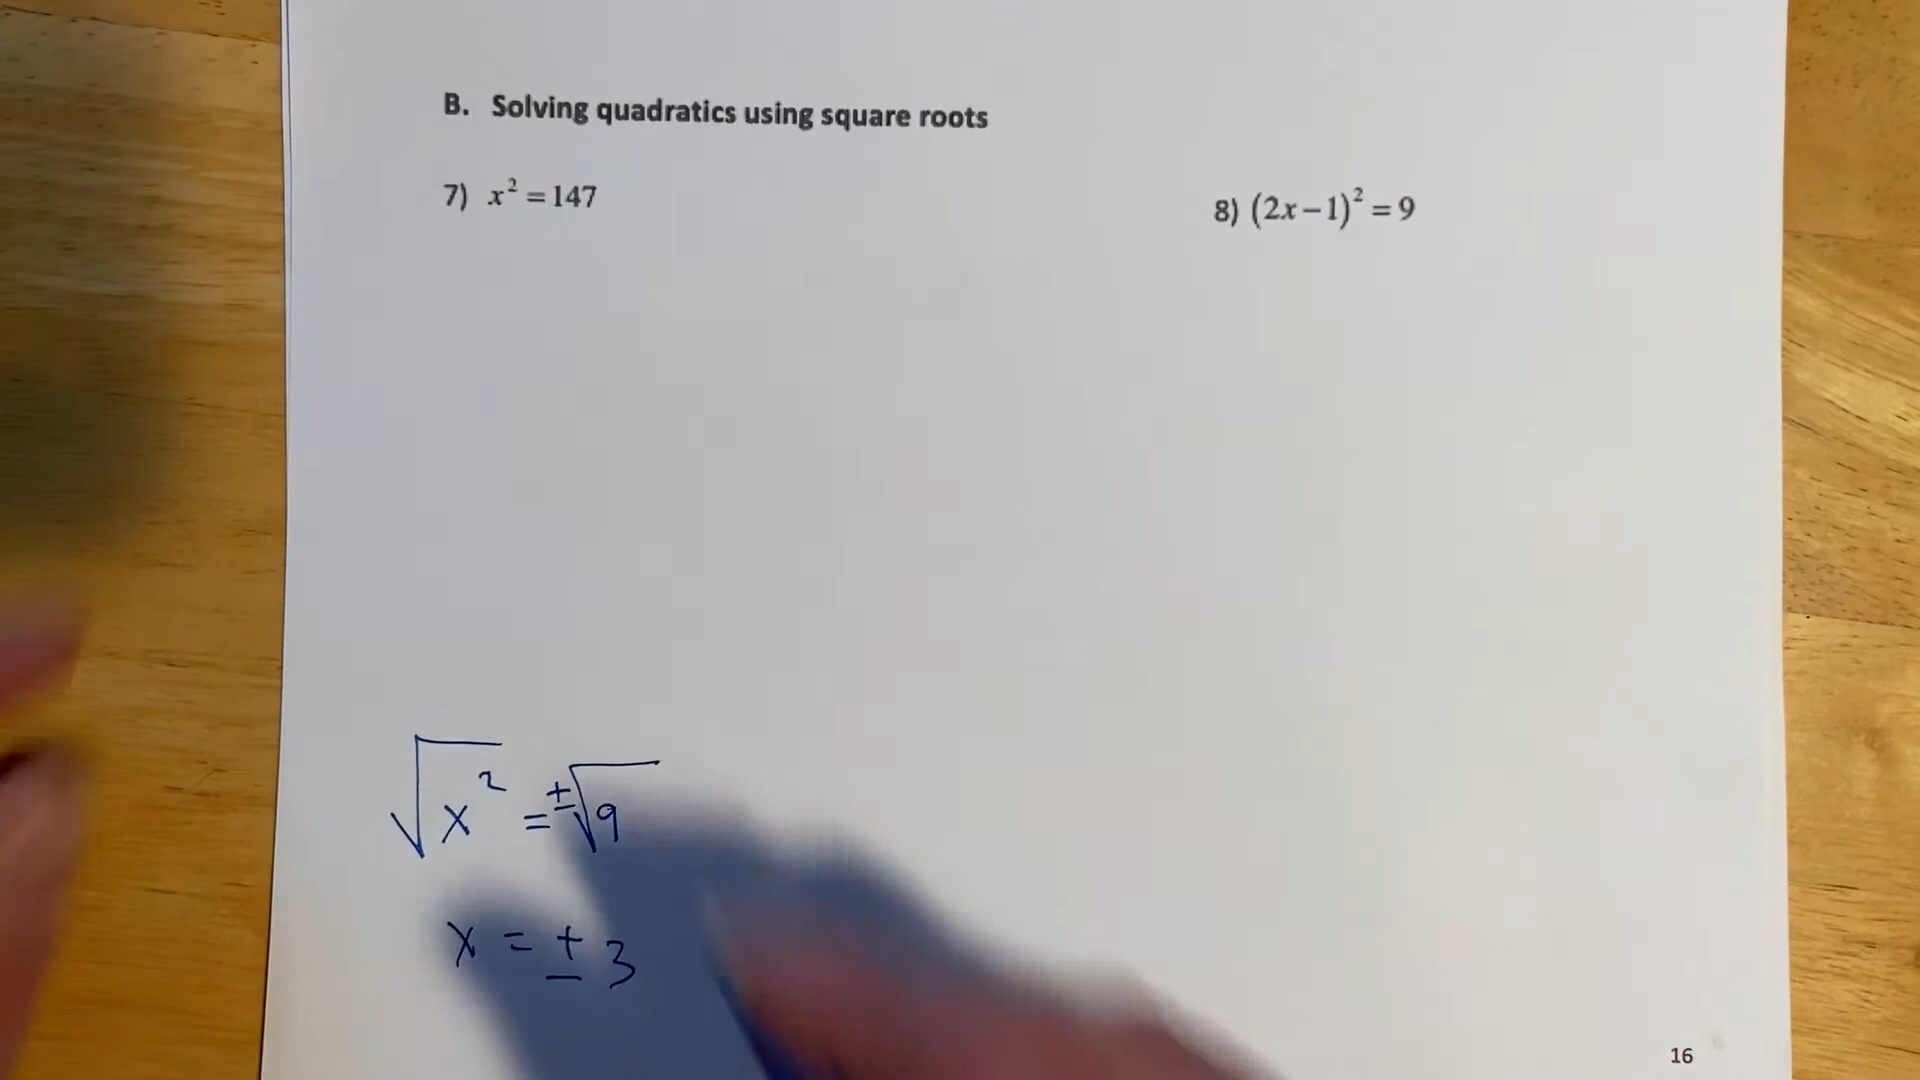 B. Solving quadratics using square roots
7) x² = 147
8) (2x − 1)² = 9
√x² = ±√9
x = ± 3
16